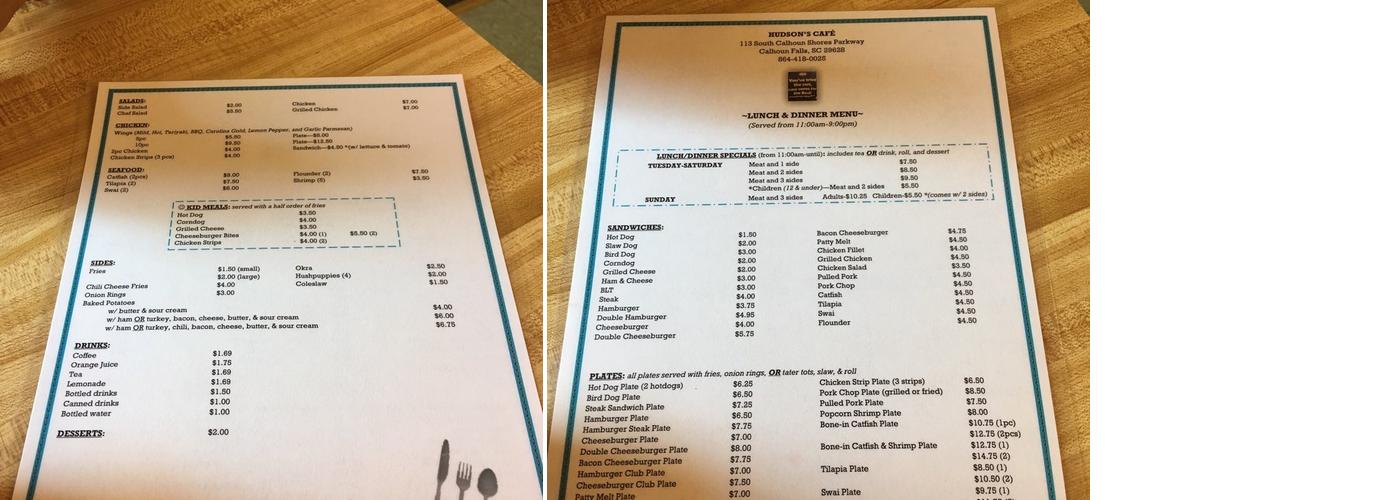 SALADS:
Side Salad $2.00 Chicken $7.00
Chef Salad $5.50 Grilled Chicken $7.00
CHICKEN:
Wings (Mild, Hot, Teriyaki, BBQ, Carolina Gold, Lemon Pepper, and Garlic Parmesan)
5pc $5.50 Plate—$8.00
10pc $9.50 Plate—$12.50
2pc Chicken $4.00 Sandwich—$4.50 *(w/ lettuce & tomato)
Chicken Strips (3 pcs) $4.00
SEAFOOD:
Catfish (2pcs) $9.00 Flounder (2) $7.50
Tilapia (2) $7.50 Shrimp (5) $3.50
Swai (2) $6.00
KID MEALS: served with a half order of fries
Hot Dog $3.50
Corndog $4.00
Grilled Cheese $3.50
Cheeseburger Bites $4.00 (1) $5.50 (2)
Chicken Strips $4.00 (2)
SIDES:
Fries $1.50 (small) Okra $2.50
$2.00 (large) Hushpuppies (4) $2.00
Chili Cheese Fries $4.00 Coleslaw $1.50
Onion Rings $3.00
Baked Potatoes
w/ butter & sour cream $4.00
w/ ham OR turkey, bacon, cheese, butter, & sour cream $6.00
w/ ham OR turkey, chili, bacon, cheese, butter, & sour cream $6.75
DRINKS:
Coffee $1.69
Orange Juice $1.75
Tea $1.69
Lemonade $1.69
Bottled drinks $1.50
Canned drinks $1.00
Bottled water $1.00
DESSERTS: $2.00
HUDSON'S CAFÉ
113 South Calhoun Shores Parkway
Calhoun Falls, SC 29628
864-418-0025
~LUNCH & DINNER MENU~
(Served from 11:00am-9:00pm)
LUNCH/DINNER SPECIALS (from 11:00am-until): includes tea OR drink, roll, and dessert
TUESDAY-SATURDAY Meat and 1 side $7.50
Meat and 2 sides $8.50
Meat and 3 sides $9.50
*Children (12 & under)—Meat and 2 sides $5.50
SUNDAY Meat and 3 sides Adults-$10.25 Children-$5.50 *(comes w/ 2 sides)
SANDWICHES:
Hot Dog $1.50 Bacon Cheeseburger $4.75
Slaw Dog $2.00 Patty Melt $4.50
Bird Dog $3.00 Chicken Fillet $4.00
Corndog $2.00 Grilled Chicken $4.50
Grilled Cheese $2.00 Chicken Salad $3.50
Ham & Cheese $3.00 Pulled Pork $4.50
BLT $3.00 Pork Chop $4.50
Steak $4.00 Catfish $4.50
Hamburger $3.75 Tilapia $4.50
Double Hamburger $4.95 Swai $4.50
Cheeseburger $4.00 Flounder $4.50
Double Cheeseburger $5.75
PLATES: all plates served with fries, onion rings, OR tater tots, slaw, & roll
Hot Dog Plate (2 hotdogs) $6.25 Chicken Strip Plate (3 strips) $6.50
Bird Dog Plate $6.50 Pork Chop Plate (grilled or fried) $8.50
Steak Sandwich Plate $7.25 Pulled Pork Plate $7.50
Hamburger Plate $6.50 Popcorn Shrimp Plate $8.00
Hamburger Steak Plate $7.75 Bone-in Catfish Plate $10.75 (1pc)
Cheeseburger Plate $7.00 $12.75 (2pcs)
Double Cheeseburger Plate $8.00 Bone-in Catfish & Shrimp Plate $12.75 (1)
Bacon Cheeseburger Plate $7.75 $14.75 (2)
Hamburger Club Plate $7.00 Tilapia Plate $8.50 (1)
Cheeseburger Club Plate $7.50 $10.50 (2)
Patty Melt Plate $7.00 Swai Plate $9.75 (1)